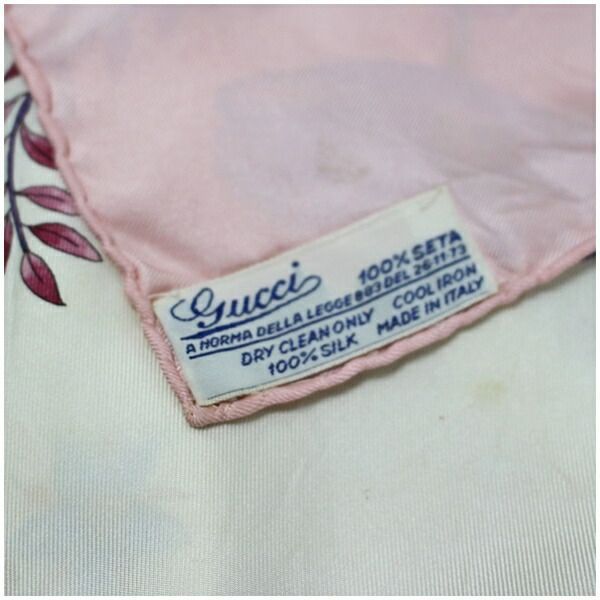 Gucci 100% SETA
A NORMA DELLA LEGGE 883 DEL 26-11-73
DRY CLEAN ONLY COOL IRON
100% SILK MADE IN ITALY